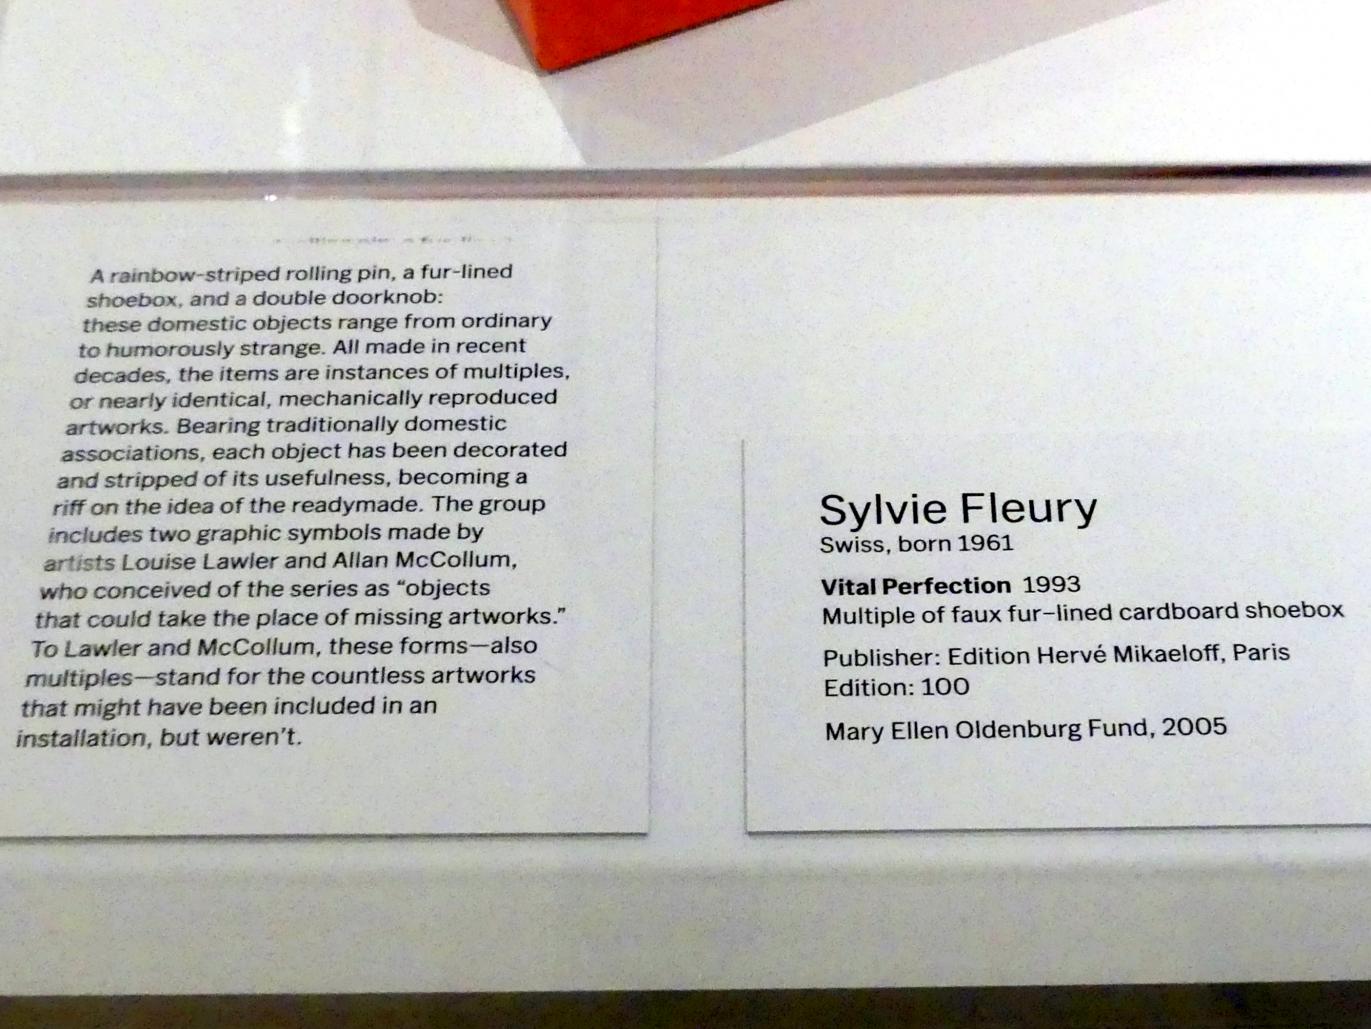 A rainbow-striped rolling pin, a fur-lined
shoebox, and a double doorknob:
these domestic objects range from ordinary
to humorously strange. All made in recent
decades, the items are instances of multiples,
or nearly identical, mechanically reproduced
artworks. Bearing traditionally domestic
associations, each object has been decorated
and stripped of its usefulness, becoming a
riff on the idea of the readymade. The group
includes two graphic symbols made by
artists Louise Lawler and Allan McCollum,
who conceived of the series as “objects
that could take the place of missing artworks.”
To Lawler and McCollum, these forms—also
multiples—stand for the countless artworks
that might have been included in an
installation, but weren’t.
Sylvie Fleury
Swiss, born 1961
Vital Perfection 1993
Multiple of faux fur-lined cardboard shoebox
Publisher: Edition Hervé Mikaeloff, Paris
Edition: 100
Mary Ellen Oldenburg Fund, 2005